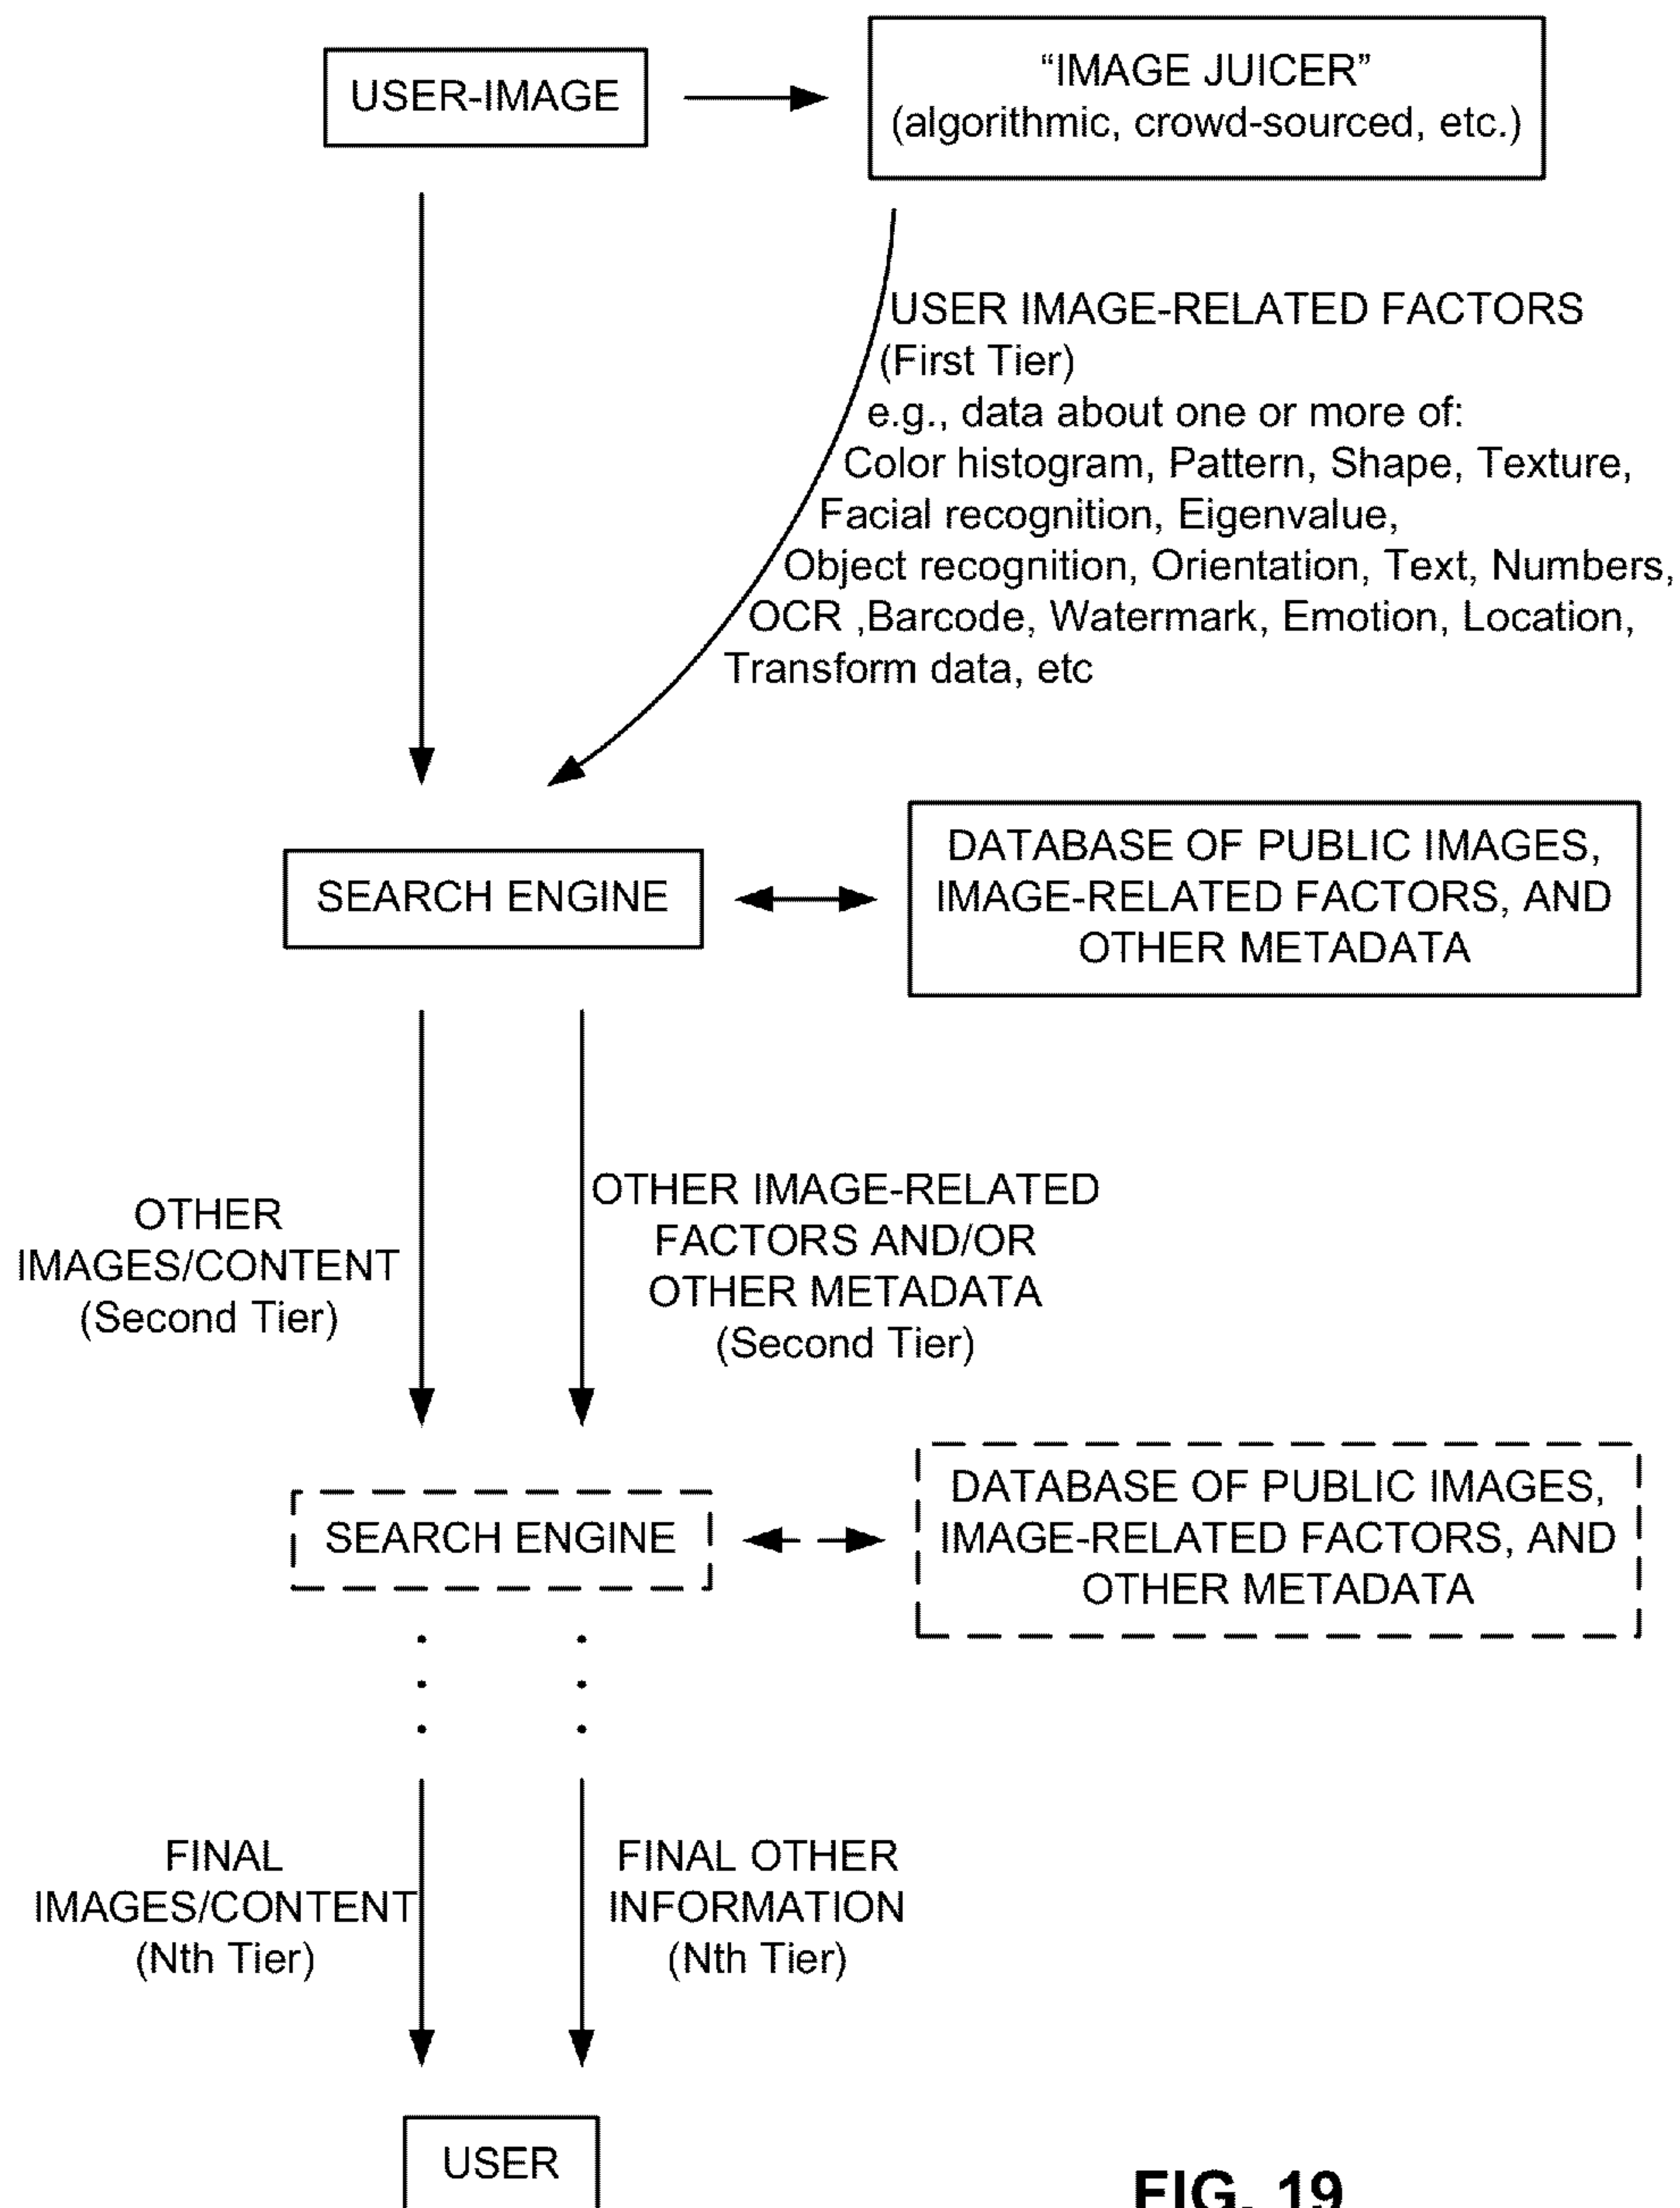 USER-IMAGE
“IMAGE JUICER”
(algorithmic, crowd-sourced, etc.)
USER IMAGE-RELATED FACTORS
(First Tier)
e.g., data about one or more of:
Color histogram, Pattern, Shape, Texture,
Facial recognition, Eigenvalue,
Object recognition, Orientation, Text, Numbers,
OCR ,Barcode, Watermark, Emotion, Location,
Transform data, etc
SEARCH ENGINE
DATABASE OF PUBLIC IMAGES,
IMAGE-RELATED FACTORS, AND
OTHER METADATA
OTHER
IMAGES/CONTENT
(Second Tier)
OTHER IMAGE-RELATED
FACTORS AND/OR
OTHER METADATA
(Second Tier)
SEARCH ENGINE
DATABASE OF PUBLIC IMAGES,
IMAGE-RELATED FACTORS, AND
OTHER METADATA
FINAL
IMAGES/CONTENT
(Nth Tier)
FINAL OTHER
INFORMATION
(Nth Tier)
USER
FIG. 19